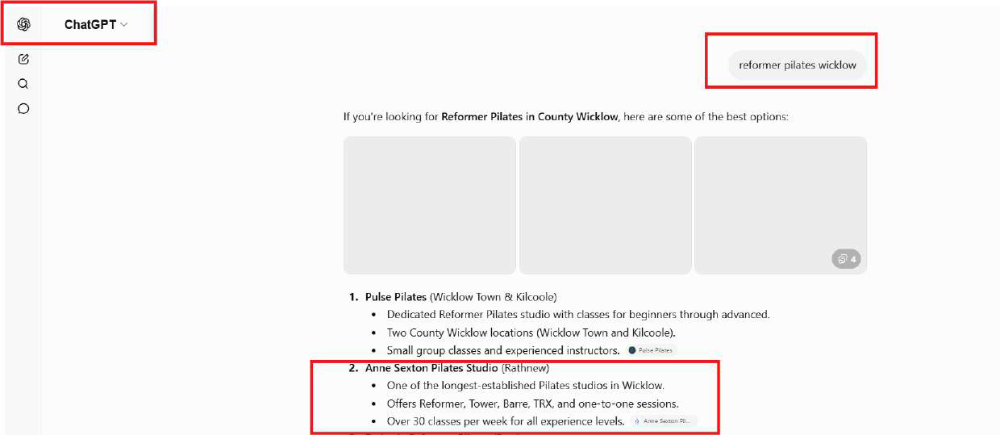 ChatGPT
reformer pilates wicklow
If you're looking for Reformer Pilates in County Wicklow, here are some of the best options:
4
1. Pulse Pilates (Wicklow Town & Kilcoole)
• Dedicated Reformer Pilates studio with classes for beginners through advanced.
• Two County Wicklow locations (Wicklow Town and Kilcoole).
• Small group classes and experienced instructors. Pulse Pilates
2. Anne Sexton Pilates Studio (Rathnew)
• One of the longest-established Pilates studios in Wicklow.
• Offers Reformer, Tower, Barre, TRX, and one-to-one sessions.
• Over 30 classes per week for all experience levels. Anne Sexton Pil...